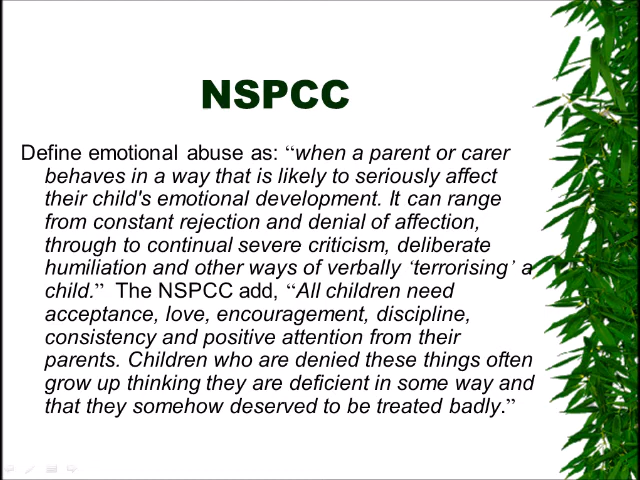 NSPCC
Define emotional abuse as: “when a parent or carer
behaves in a way that is likely to seriously affect
their child's emotional development. It can range
from constant rejection and denial of affection,
through to continual severe criticism, deliberate
humiliation and other ways of verbally ‘terrorising’ a
child.” The NSPCC add, “All children need
acceptance, love, encouragement, discipline,
consistency and positive attention from their
parents. Children who are denied these things often
grow up thinking they are deficient in some way and
that they somehow deserved to be treated badly.”